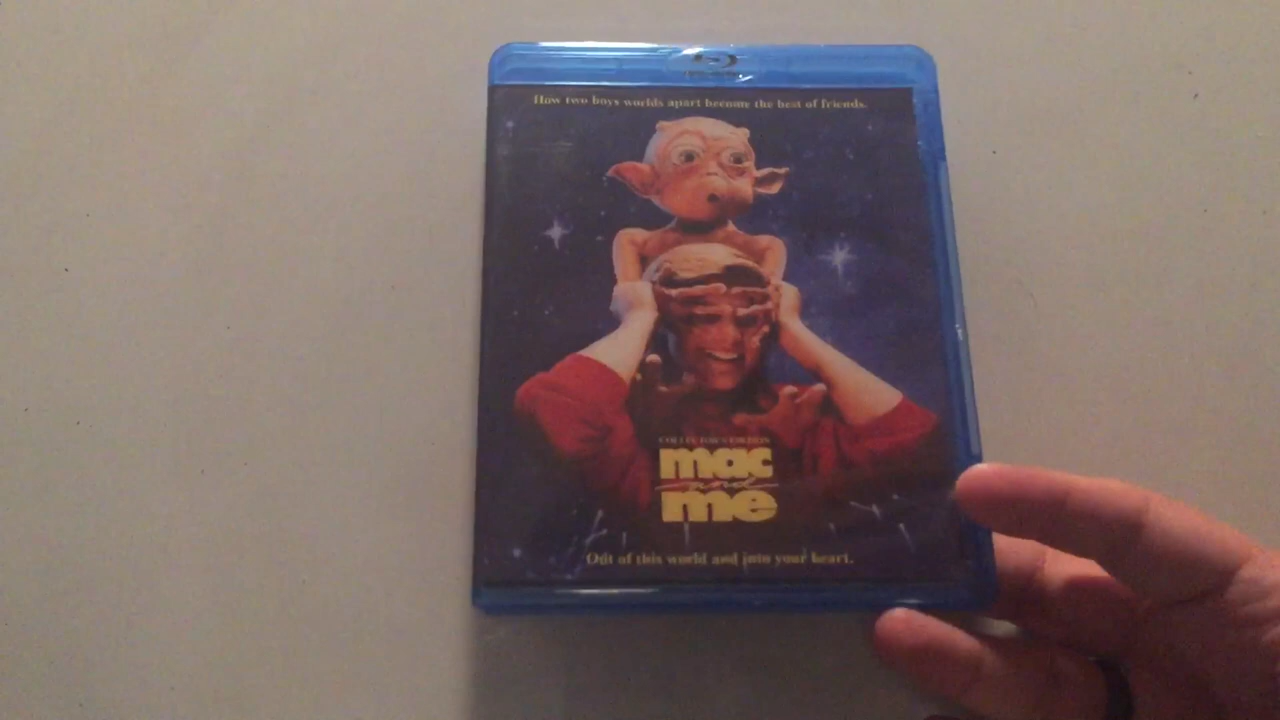 How two boys worlds apart become the best of friends.
COLLECTOR'S EDITION
mac
and
me
Out of this world and into your heart.